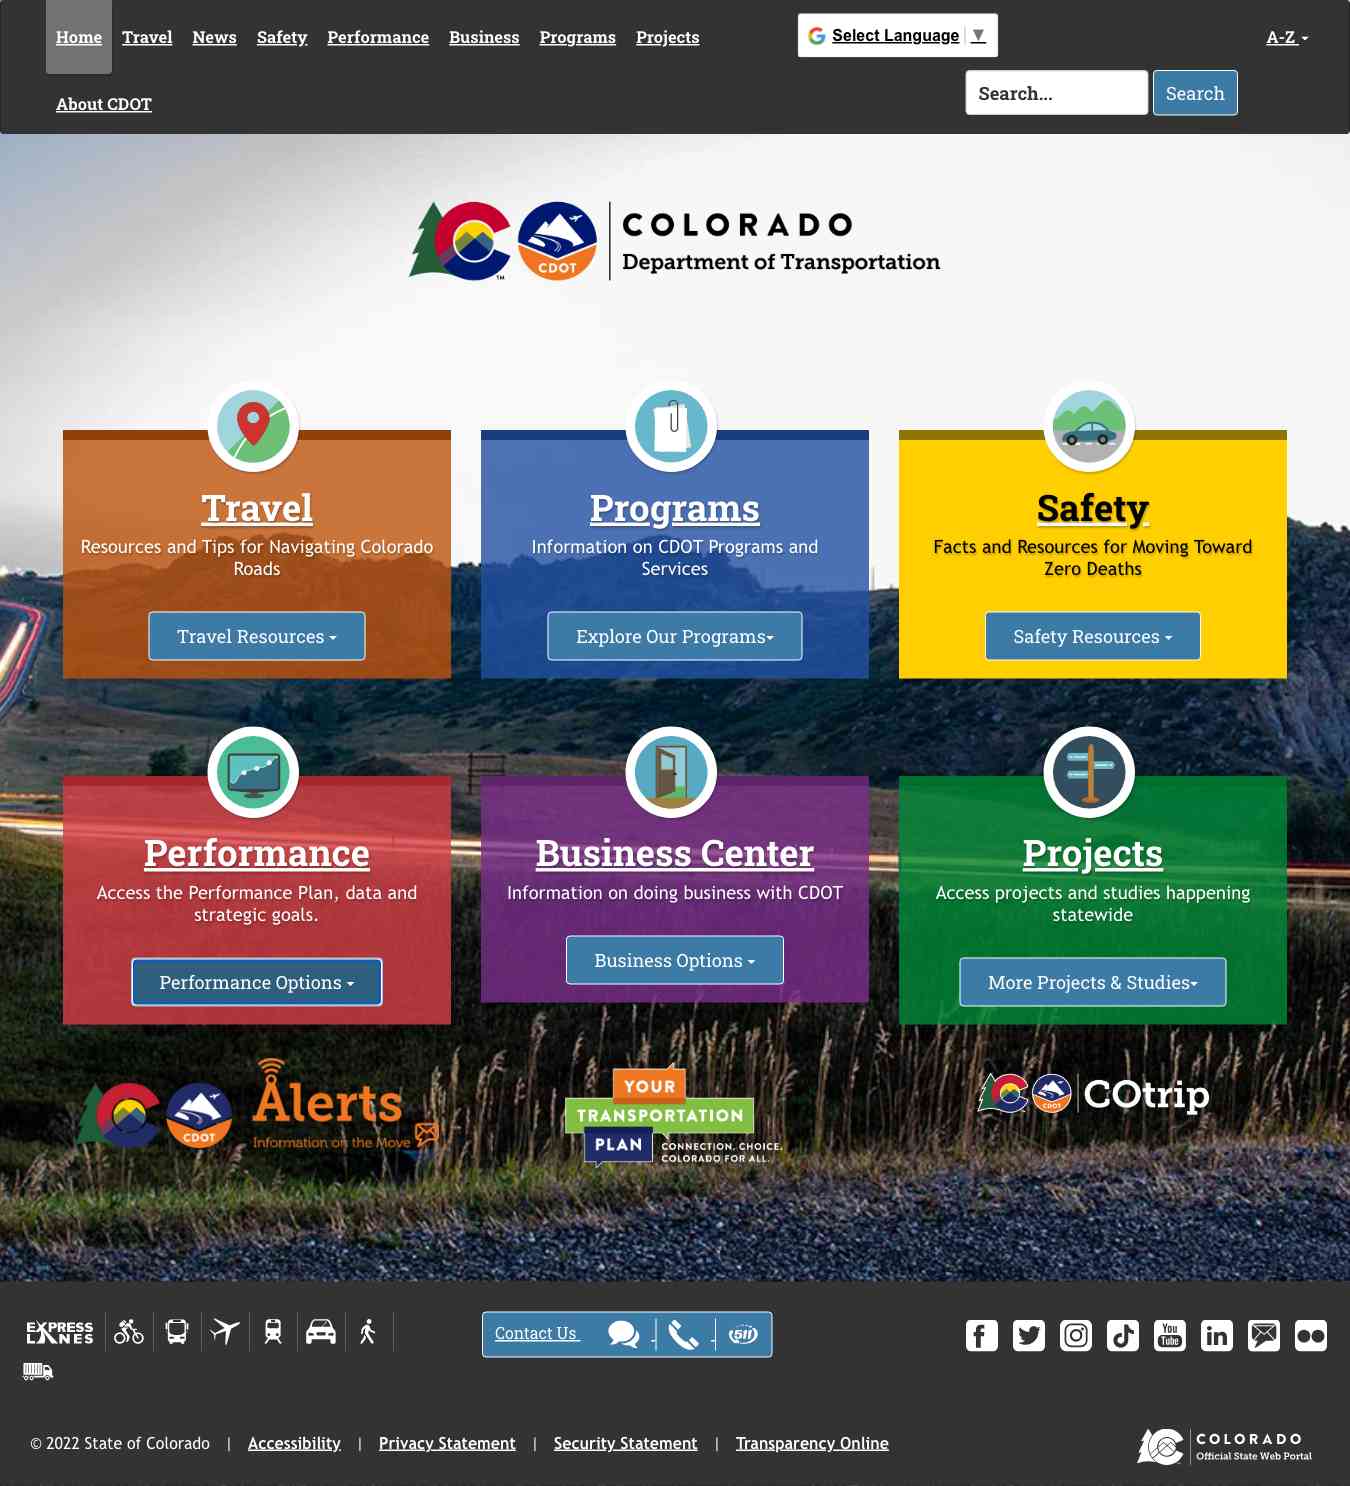 Home Travel News Safety Performance Business Programs Projects Select Language ▼ A-Z
Search... Search
About CDOT
COLORADO
Department of Transportation
CDOT
TM
Travel
Resources and Tips for Navigating Colorado
Roads
Travel Resources
Programs
Information on CDOT Programs and
Services
Explore Our Programs
Safety
Facts and Resources for Moving Toward
Zero Deaths
Safety Resources
Performance
Access the Performance Plan, data and
strategic goals.
Performance Options
Business Center
Information on doing business with CDOT
Business Options
Projects
Access projects and studies happening
statewide
More Projects & Studies
CDOT
Alerts
Information on the Move
YOUR
TRANSPORTATION
PLAN
CONNECTION. CHOICE.
COLORADO FOR ALL.
CDOT
COtrip
EXPRESS
LANES
Contact Us
511
You
Tube
in
© 2022 State of Colorado | Accessibility | Privacy Statement | Security Statement | Transparency Online
COLORADO
Official State Web Portal